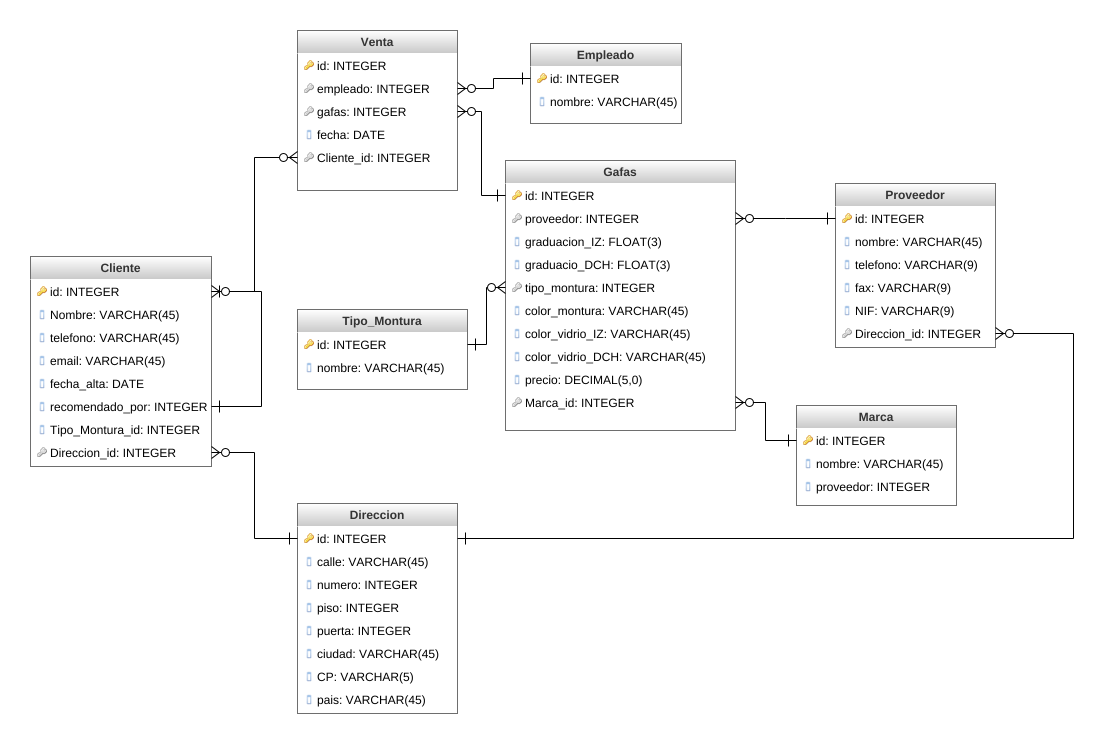 Venta
id: INTEGER
empleado: INTEGER
gafas: INTEGER
fecha: DATE
Cliente_id: INTEGER
Empleado
id: INTEGER
nombre: VARCHAR(45)
Gafas
id: INTEGER
proveedor: INTEGER
graduacion_IZ: FLOAT(3)
graduacio_DCH: FLOAT(3)
tipo_montura: INTEGER
color_montura: VARCHAR(45)
color_vidrio_IZ: VARCHAR(45)
color_vidrio_DCH: VARCHAR(45)
precio: DECIMAL(5,0)
Marca_id: INTEGER
Proveedor
id: INTEGER
nombre: VARCHAR(45)
telefono: VARCHAR(9)
fax: VARCHAR(9)
NIF: VARCHAR(9)
Direccion_id: INTEGER
Cliente
id: INTEGER
Nombre: VARCHAR(45)
telefono: VARCHAR(45)
email: VARCHAR(45)
fecha_alta: DATE
recomendado_por: INTEGER
Tipo_Montura_id: INTEGER
Direccion_id: INTEGER
Tipo_Montura
id: INTEGER
nombre: VARCHAR(45)
Marca
id: INTEGER
nombre: VARCHAR(45)
proveedor: INTEGER
Direccion
id: INTEGER
calle: VARCHAR(45)
numero: INTEGER
piso: INTEGER
puerta: INTEGER
ciudad: VARCHAR(45)
CP: VARCHAR(5)
pais: VARCHAR(45)